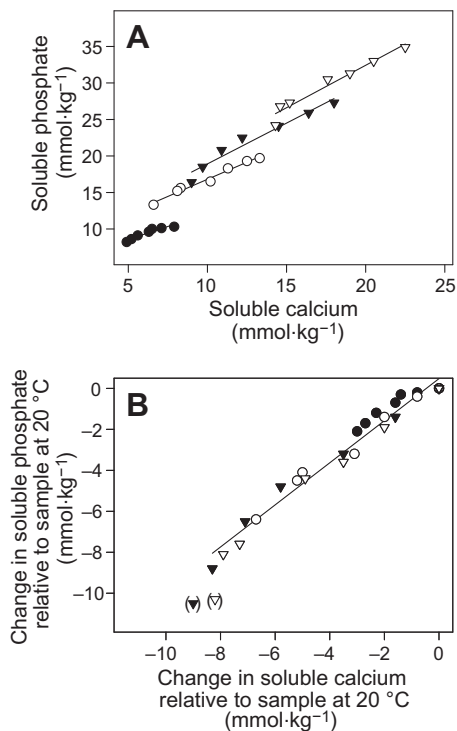 A
Soluble phosphate
(mmol·kg⁻¹)
35
30
25
20
15
10
5
10
15
20
25
Soluble calcium
(mmol·kg⁻¹)
B
Change in soluble phosphate
relative to sample at 20 °C
(mmol·kg⁻¹)
0
−2
−4
−6
−8
−10
−10
−8
−6
−4
−2
0
Change in soluble calcium
relative to sample at 20 °C
(mmol·kg⁻¹)